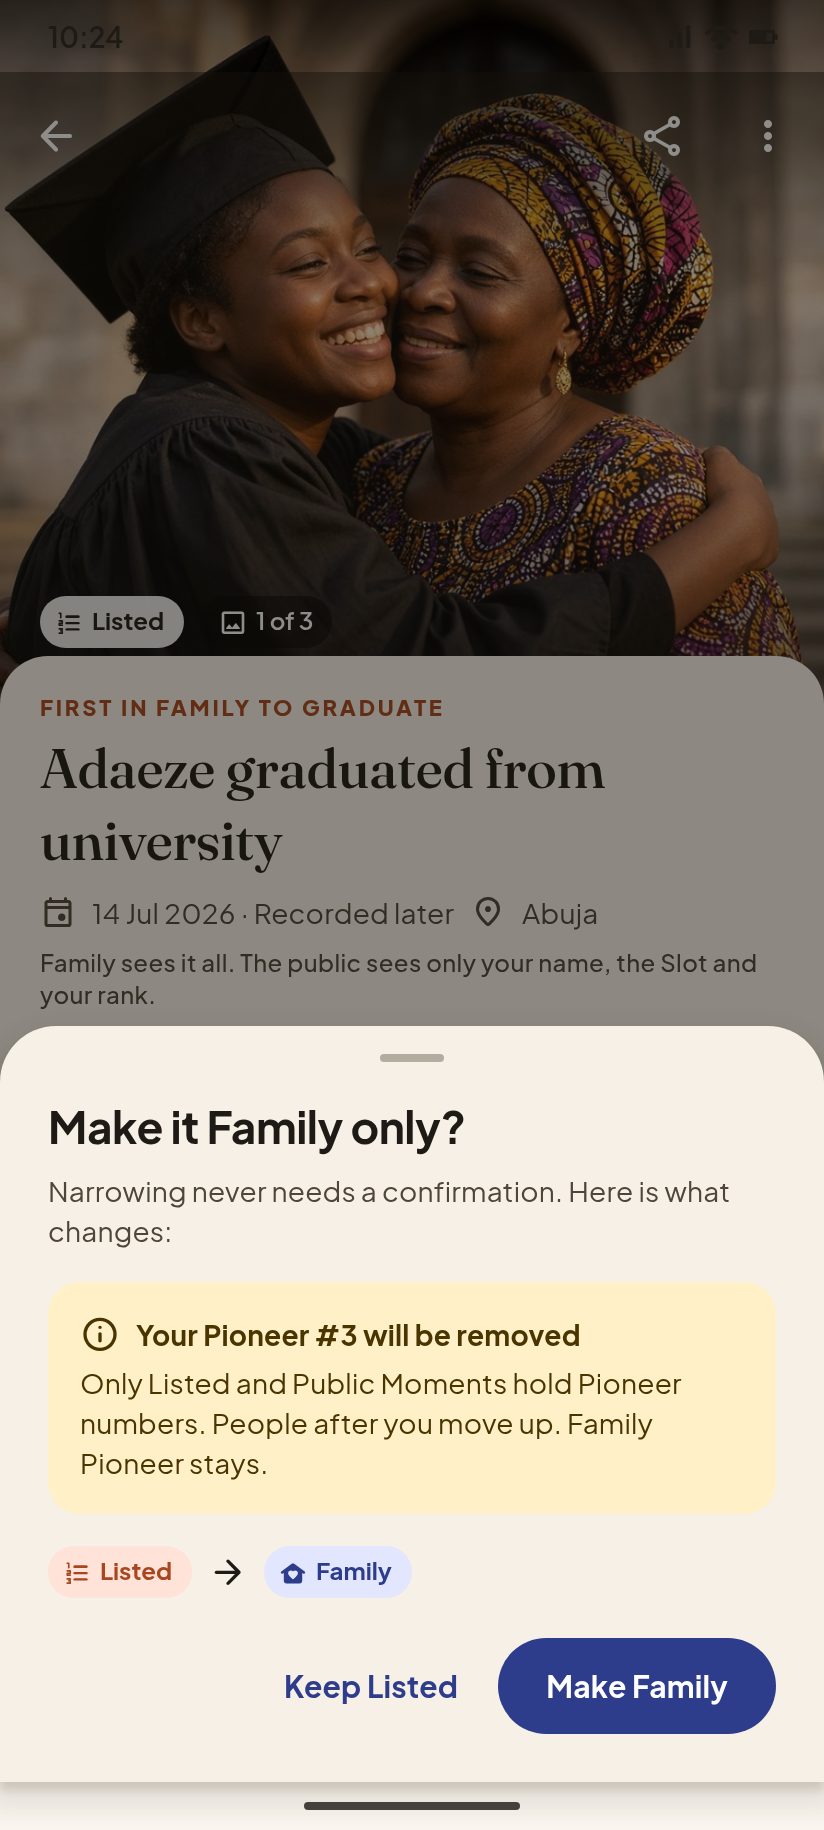 10:24
Listed
1 of 3
FIRST IN FAMILY TO GRADUATE
Adaeze graduated from
university
14 Jul 2026 · Recorded later Abuja
Family sees it all. The public sees only your name, the Slot and
your rank.
Make it Family only?
Narrowing never needs a confirmation. Here is what
changes:
Your Pioneer #3 will be removed
Only Listed and Public Moments hold Pioneer
numbers. People after you move up. Family
Pioneer stays.
Listed → Family
Keep Listed
Make Family